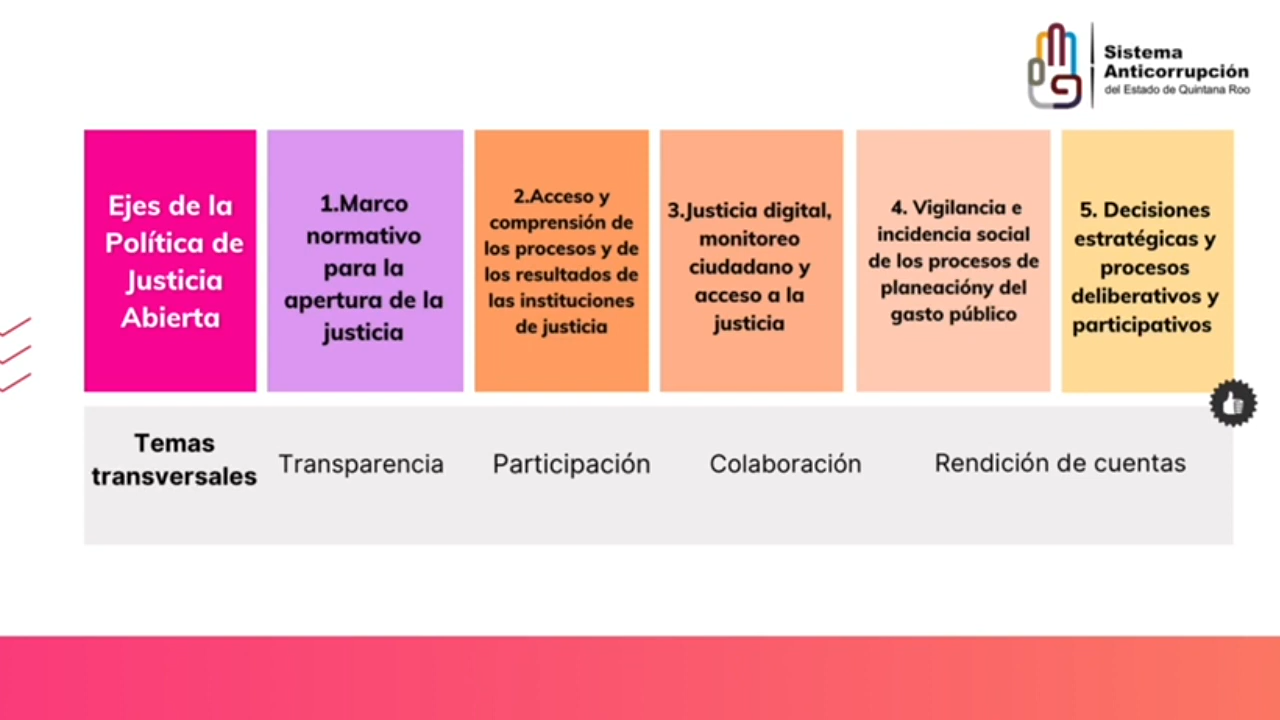 Sistema
Anticorrupción
del Estado de Quintana Roo
Ejes de la
Política de
Justicia
Abierta
1.Marco
normativo
para la
apertura de la
justicia
2.Acceso y
comprensión de
los procesos y de
los resultados de
las instituciones
de justicia
3.Justicia digital,
monitoreo
ciudadano y
acceso a la
justicia
4. Vigilancia e
incidencia social
de los procesos de
planeacióny del
gasto público
5. Decisiones
estratégicas y
procesos
deliberativos y
participativos
Temas
transversales
Transparencia
Participación
Colaboración
Rendición de cuentas